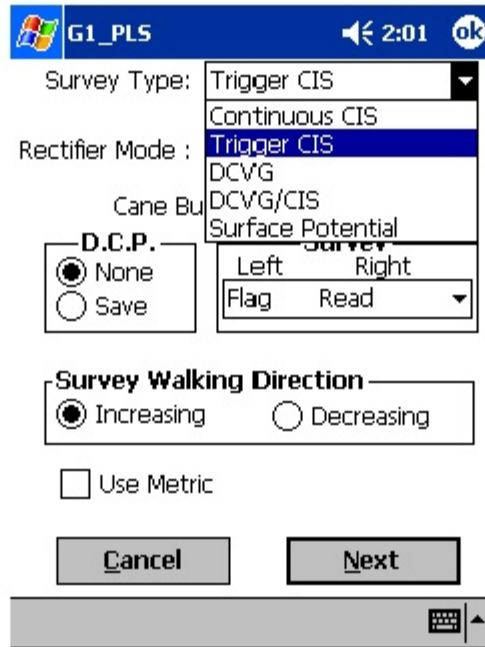 G1_PLS 2:01 ok
Survey Type: Trigger CIS
Continuous CIS
Rectifier Mode : Trigger CIS
DCVG
Cane Bu DCVG/CIS
Surface Potential
D.C.P. Survey
None Left Right
Save Flag Read
Survey Walking Direction
Increasing Decreasing
Use Metric
Cancel Next